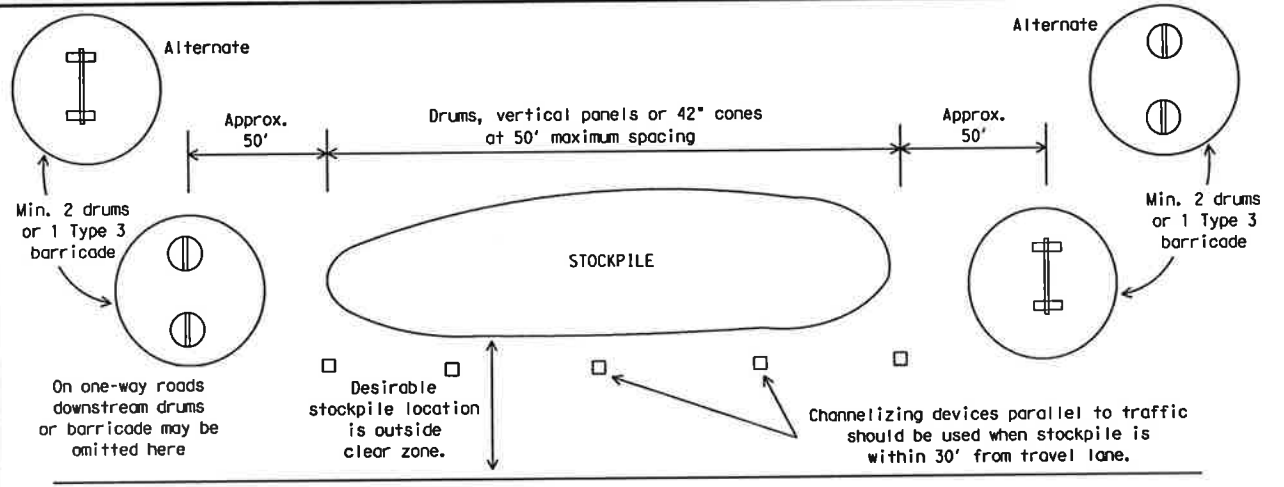 Alternate
Alternate
Approx.
50'
Drums, vertical panels or 42" cones
at 50' maximum spacing
Approx.
50'
Min. 2 drums
or 1 Type 3
barricade
Min. 2 drums
or 1 Type 3
barricade
STOCKPILE
On one-way roads
downstream drums
or barricade may be
omitted here
Desirable
stockpile location
is outside
clear zone.
Channelizing devices parallel to traffic
should be used when stockpile is
within 30' from travel lane.